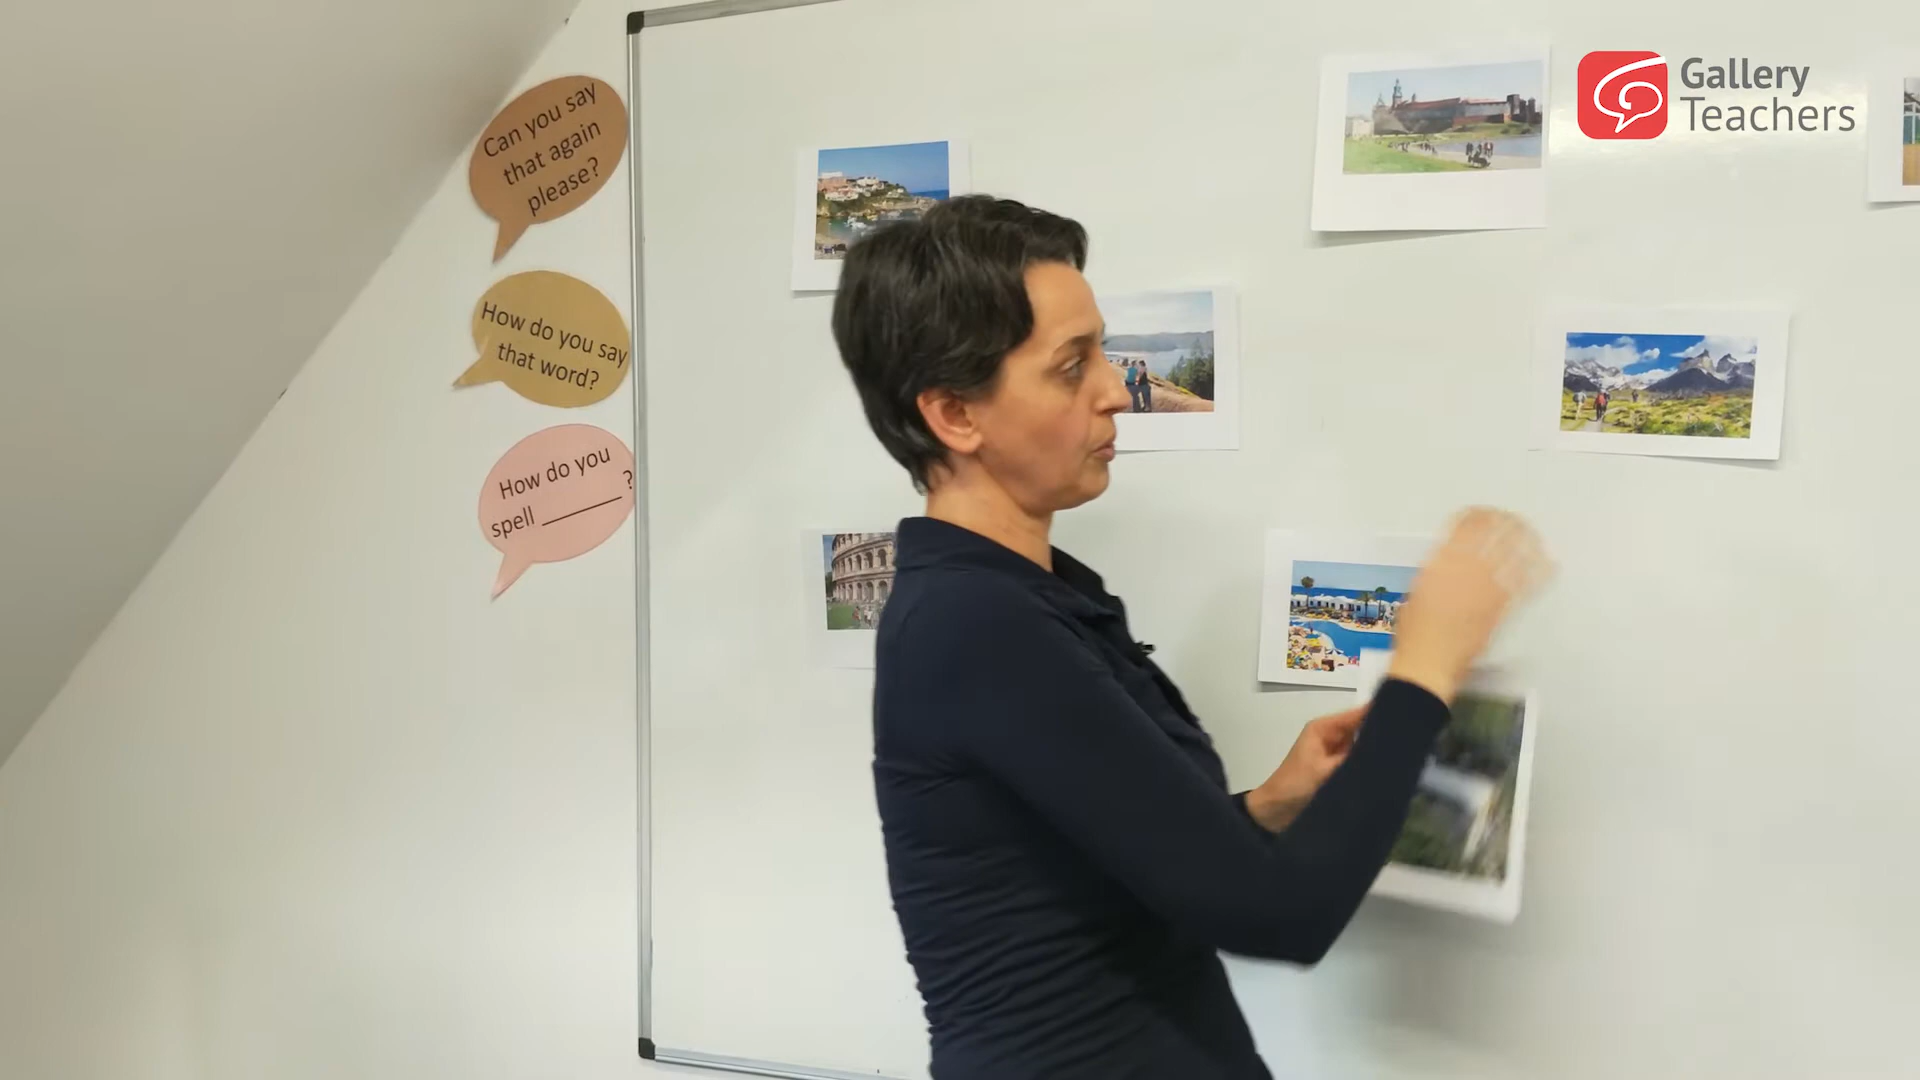 Can you say
that again
please?
How do you say
that word?
How do you
spell ______?
Gallery
Teachers